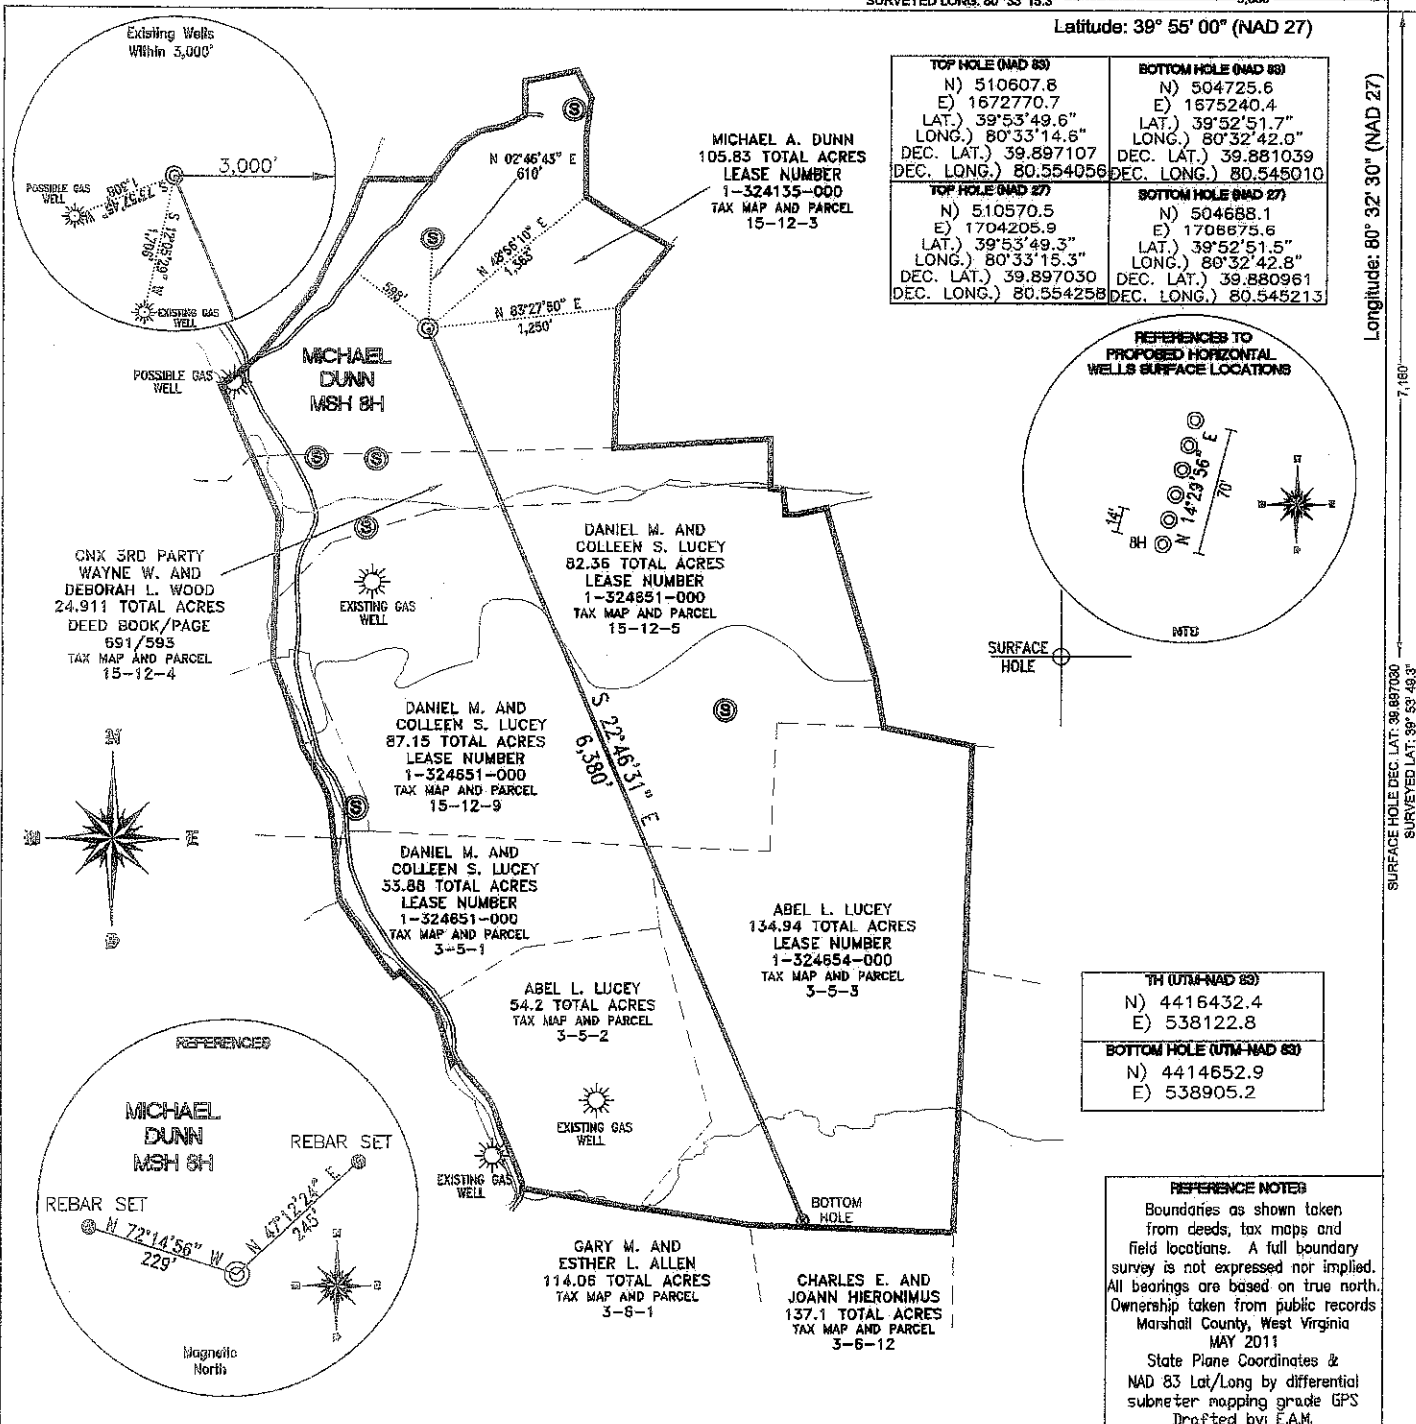 Latitude: 39° 55' 00" (NAD 27)
Longitude: 80° 32' 30" (NAD 27)
7,180'
SURFACE HOLE DEC. LAT: 39.897030
SURVEYED LAT: 39° 53' 49.3"
Existing Wells
Within 3,000'
3,000'
POSSIBLE GAS
WELL
S 12°05'29" W
1,706'
EXISTING GAS
WELL
TOP HOLE (NAD 83)
N) 510607.8
E) 1672770.7
LAT.) 39°53'49.6"
LONG.) 80°33'14.6"
DEC. LAT.) 39.897107
DEC. LONG.) 80.554056
BOTTOM HOLE (NAD 83)
N) 504725.6
E) 1675240.4
LAT.) 39°52'51.7"
LONG.) 80°32'42.0"
DEC. LAT.) 39.881039
DEC. LONG.) 80.545010
TOP HOLE (NAD 27)
N) 510570.5
E) 1704205.9
LAT.) 39°53'49.3"
LONG.) 80°33'15.3"
DEC. LAT.) 39.897030
DEC. LONG.) 80.554258
BOTTOM HOLE (NAD 27)
N) 504688.1
E) 1706675.6
LAT.) 39°52'51.5"
LONG.) 80°32'42.8"
DEC. LAT.) 39.880961
DEC. LONG.) 80.545213
MICHAEL A. DUNN
105.83 TOTAL ACRES
LEASE NUMBER
1-324135-000
TAX MAP AND PARCEL
15-12-3
S
N 02°46'43" E
610'
S
N 48°56'10" E
1,563'
N 83°27'50" E
1,250'
G
POSSIBLE GAS
WELL
MICHAEL
DUNN
MSH 8H
REFERENCES TO
PROPOSED HORIZONTAL
WELLS SURFACE LOCATIONS
N 14°29'56" E
70'
14'
8H
NTS
SURFACE
HOLE
S
S
S
CNX 3RD PARTY
WAYNE W. AND
DEBORAH L. WOOD
24.911 TOTAL ACRES
DEED BOOK/PAGE
691/593
TAX MAP AND PARCEL
15-12-4
EXISTING GAS
WELL
DANIEL M. AND
COLLEEN S. LUCEY
82.36 TOTAL ACRES
LEASE NUMBER
1-324651-000
TAX MAP AND PARCEL
15-12-5
S
S 22°46'31" E
6,380'
DANIEL M. AND
COLLEEN S. LUCEY
87.15 TOTAL ACRES
LEASE NUMBER
1-324651-000
TAX MAP AND PARCEL
15-12-9
S
N
W
E
S
DANIEL M. AND
COLLEEN S. LUCEY
53.88 TOTAL ACRES
LEASE NUMBER
1-324651-000
TAX MAP AND PARCEL
3-5-1
ABEL L. LUCEY
134.94 TOTAL ACRES
LEASE NUMBER
1-324654-000
TAX MAP AND PARCEL
3-5-3
ABEL L. LUCEY
54.2 TOTAL ACRES
TAX MAP AND PARCEL
3-5-2
TH (UTM-NAD 83)
N) 4416432.4
E) 538122.8
BOTTOM HOLE (UTM-NAD 83)
N) 4414652.9
E) 538905.2
EXISTING GAS
WELL
EXISTING GAS
WELL
REFERENCES
MICHAEL
DUNN
MSH 8H
REBAR SET
REBAR SET
N 72°14'56" W
229'
N 47°12'24" E
245'
Magnetic
North
BOTTOM
HOLE
GARY M. AND
ESTHER L. ALLEN
114.06 TOTAL ACRES
TAX MAP AND PARCEL
3-6-1
CHARLES E. AND
JOANN HIERONIMUS
137.1 TOTAL ACRES
TAX MAP AND PARCEL
3-6-12
REFERENCE NOTES
Boundaries as shown taken
from deeds, tax maps and
field locations. A full boundary
survey is not expressed nor implied.
All bearings are based on true north.
Ownership taken from public records
Marshall County, West Virginia
MAY 2011
State Plane Coordinates &
NAD 83 Lat/Long by differential
submeter mapping grade GPS
Drafted by: E.A.M.